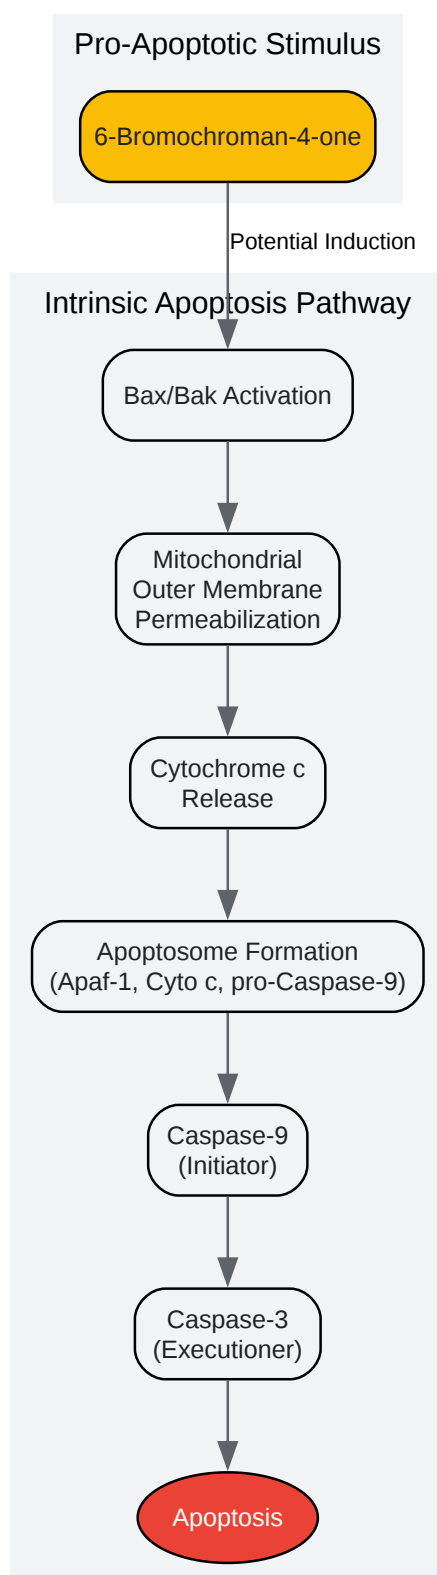 Pro-Apoptotic Stimulus
6-Bromochroman-4-one
Potential Induction
Intrinsic Apoptosis Pathway
Bax/Bak Activation
Mitochondrial
Outer Membrane
Permeabilization
Cytochrome c
Release
Apoptosome Formation
(Apaf-1, Cyto c, pro-Caspase-9)
Caspase-9
(Initiator)
Caspase-3
(Executioner)
Apoptosis